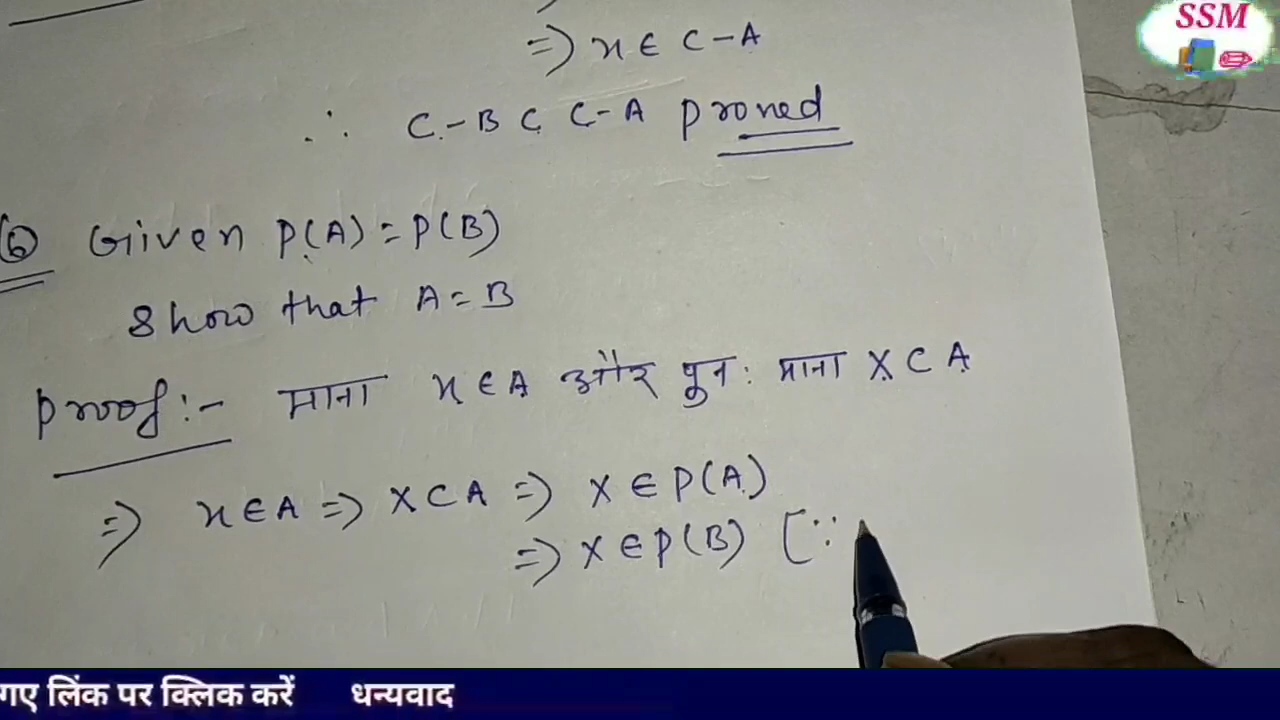 SSM
=> x ∈ C-A
∴ C-B ⊂ C-A proved
⑥ Given P(A)=P(B)
Show that A=B
Proof:- माना x∈A और पुन: माना X ⊂ A
=> x∈A => X⊂A => X ∈ P(A)
=> X ∈ P(B) [∵
गए लिंक पर क्लिक करें धन्यवाद